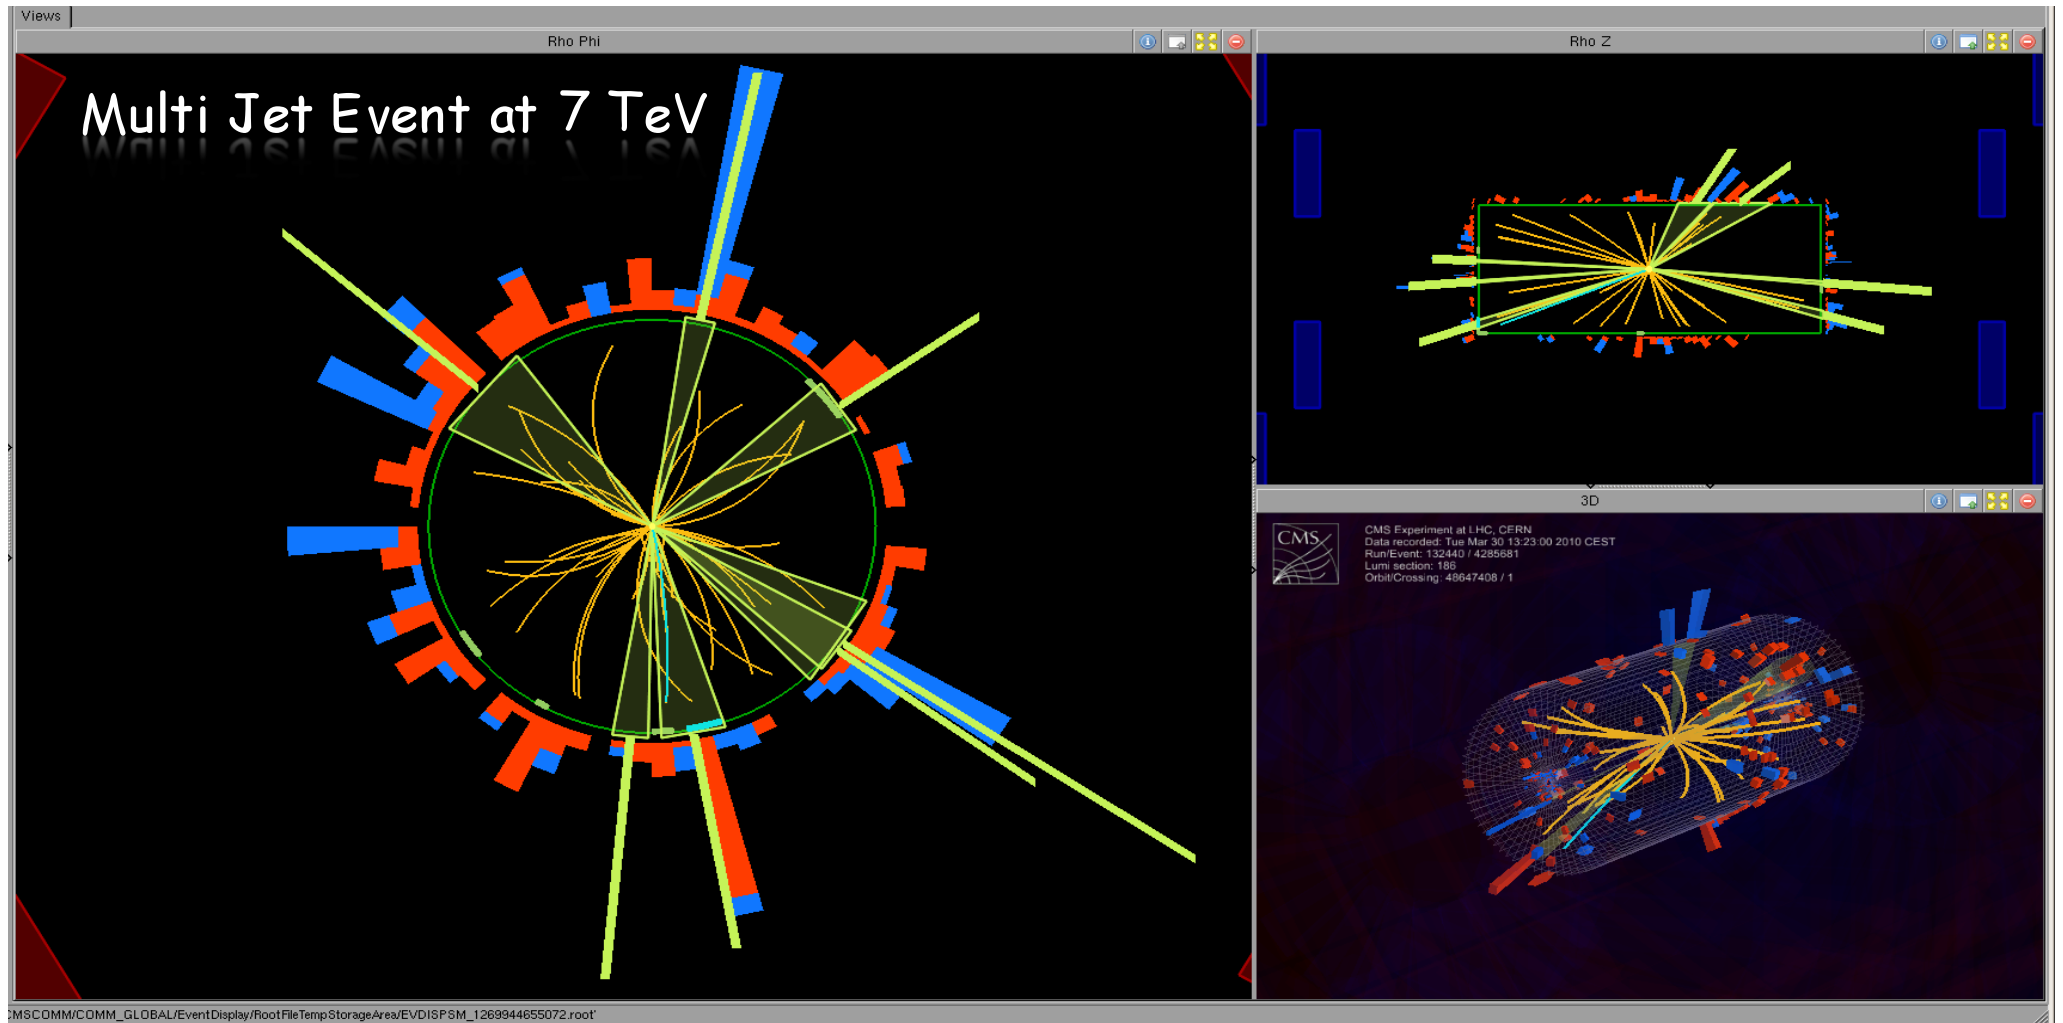 Views
Rho Phi
Multi Jet Event at 7 TeV
Rho Z
3D
CMS
CMS Experiment at LHC, CERN
Data recorded: Tue Mar 30 13:23:00 2010 CEST
Run/Event: 132440 / 4285681
Lumi section: 186
Orbit/Crossing: 48647408 / 1
CMSCOMM/COMM_GLOBAL/EventDisplay/RootFileTempStorageArea/EVDISPSM_1269944655072.root'